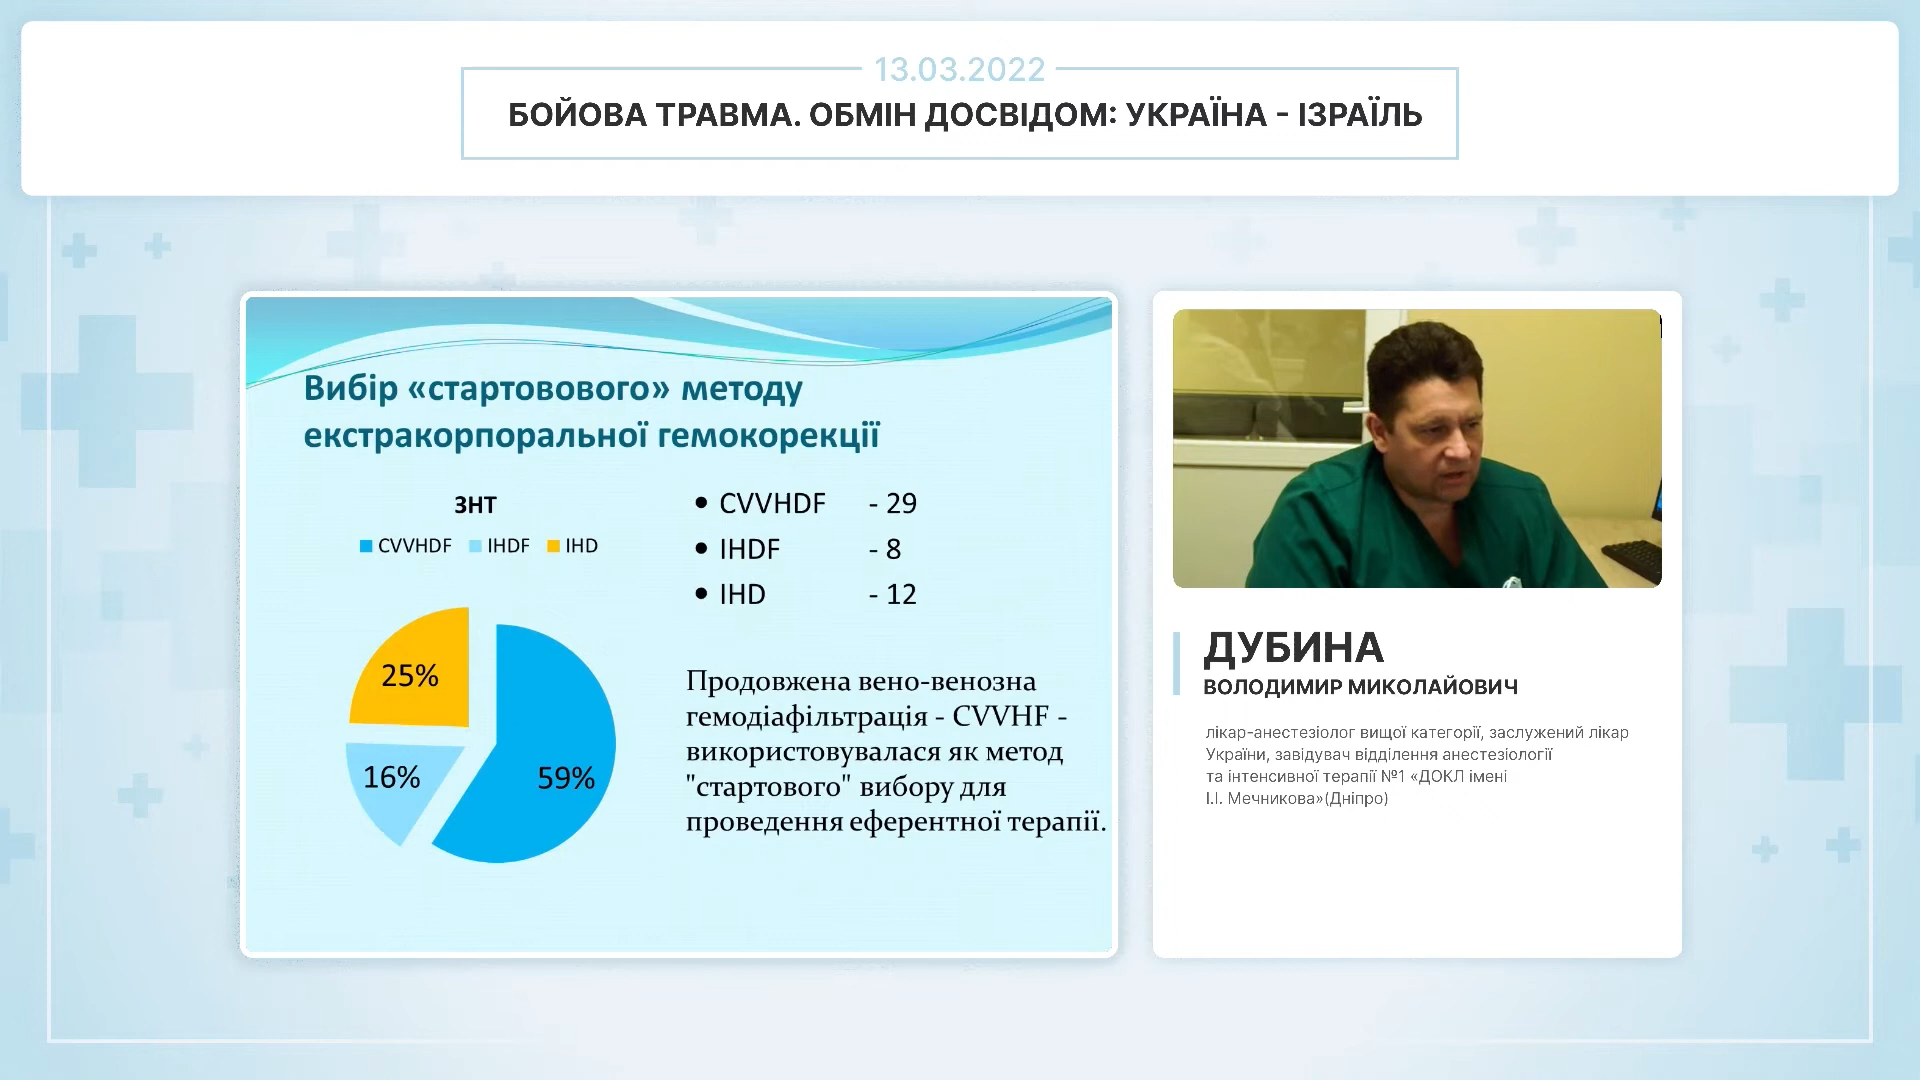 13.03.2022
БОЙОВА ТРАВМА. ОБМІН ДОСВІДОМ: УКРАЇНА - ІЗРАЇЛЬ
Вибір «стартовового» методу
екстракорпоральної гемокорекції
ЗНТ
CVVHDF IHDF IHD
25%
16%
59%
• CVVHDF - 29
• IHDF - 8
• IHD - 12
Продовжена вено-венозна
гемодіафільтрація - CVVHF -
використовувалася як метод
"стартового" вибору для
проведення еферентної терапії.
ДУБИНА
ВОЛОДИМИР МИКОЛАЙОВИЧ
лікар-анестезіолог вищої категорії, заслужений лікар
України, завідувач відділення анестезіології
та інтенсивної терапії №1 «ДОКЛ імені
І.І. Мечникова»(Дніпро)